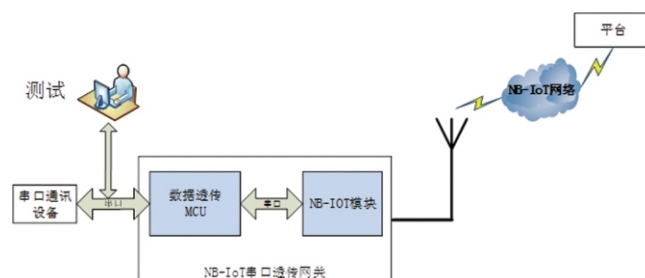 平台
NB-IoT网络
测试
串口通讯
设备
串口
数据透传
MCU
串口
NB-IOT模块
NB-IoT串口透传网关